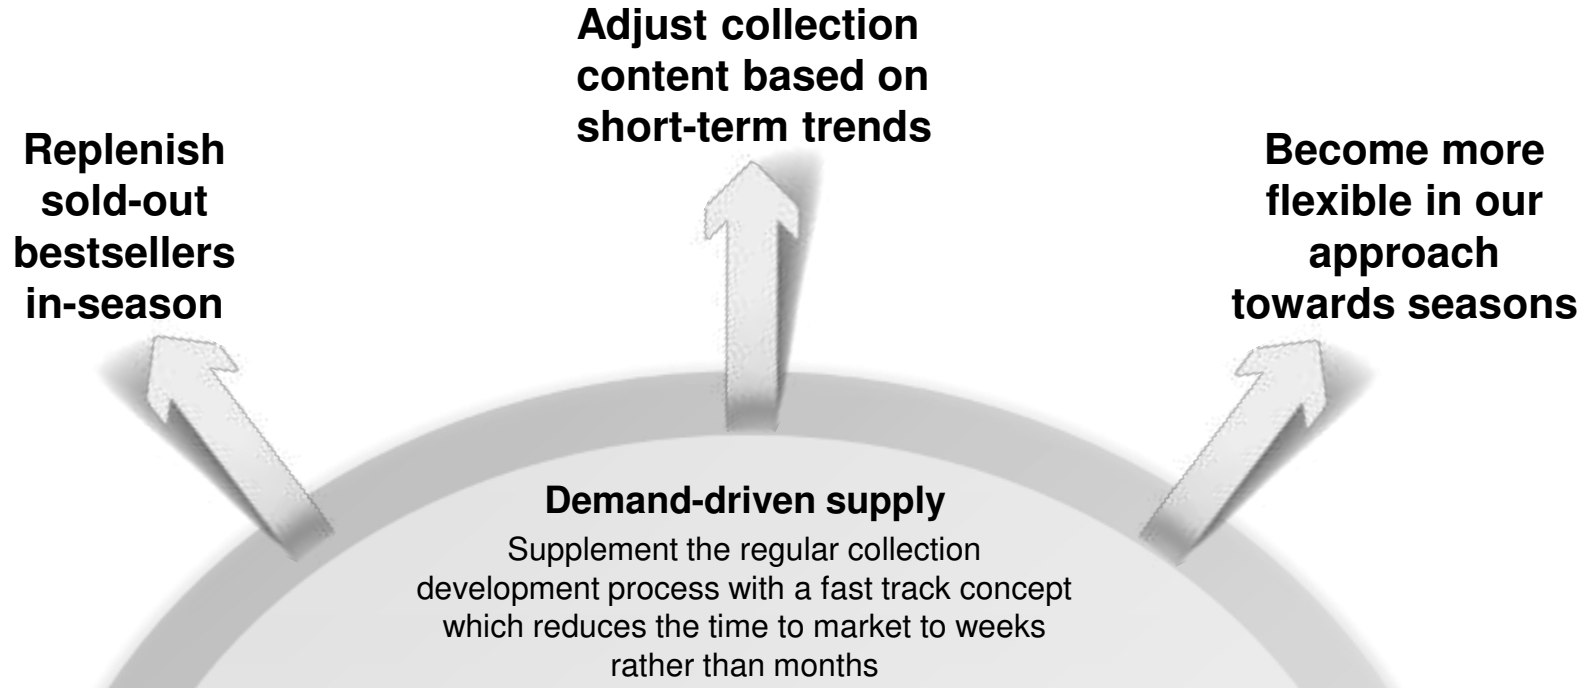 Adjust collection
content based on
short-term trends
Replenish
sold-out
bestsellers
in-season
Become more
flexible in our
approach
towards seasons
Demand-driven supply
Supplement the regular collection
development process with a fast track concept
which reduces the time to market to weeks
rather than months